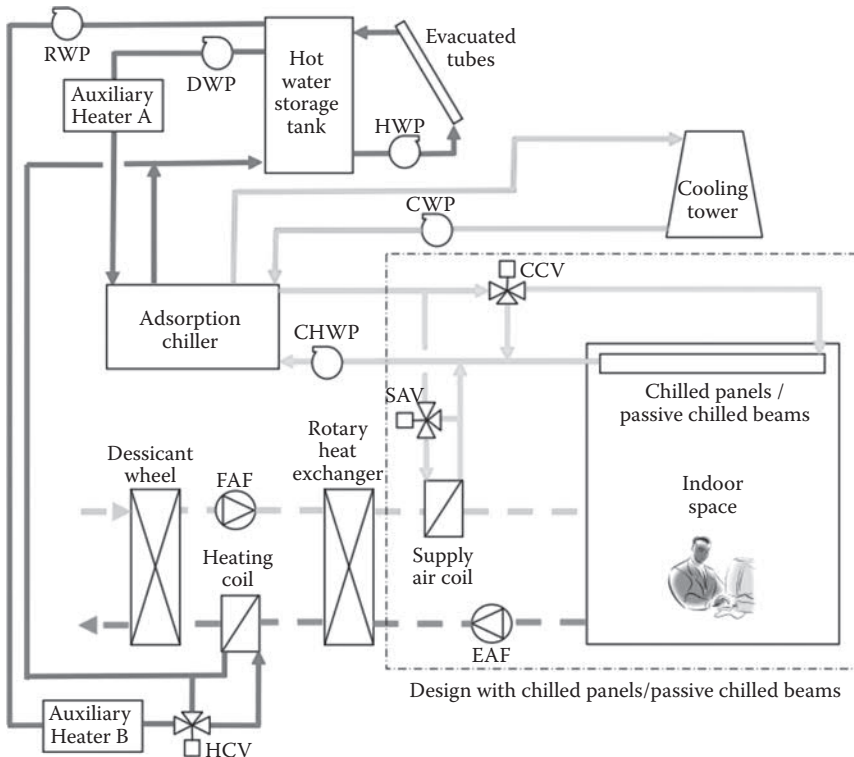 RWP
DWP
Hot
water
storage
tank
Evacuated
tubes
Auxiliary
Heater A
HWP
Cooling
tower
CWP
CCV
Adsorption
chiller
CHWP
Chilled panels /
passive chilled beams
SAV
Dessicant
wheel
FAF
Rotary
heat
exchanger
Indoor
space
Heating
coil
Supply
air coil
EAF
Design with chilled panels/passive chilled beams
Auxiliary
Heater B
HCV